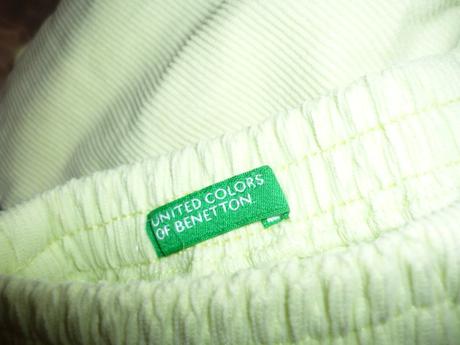 UNITED COLORS
OF BENETTON.